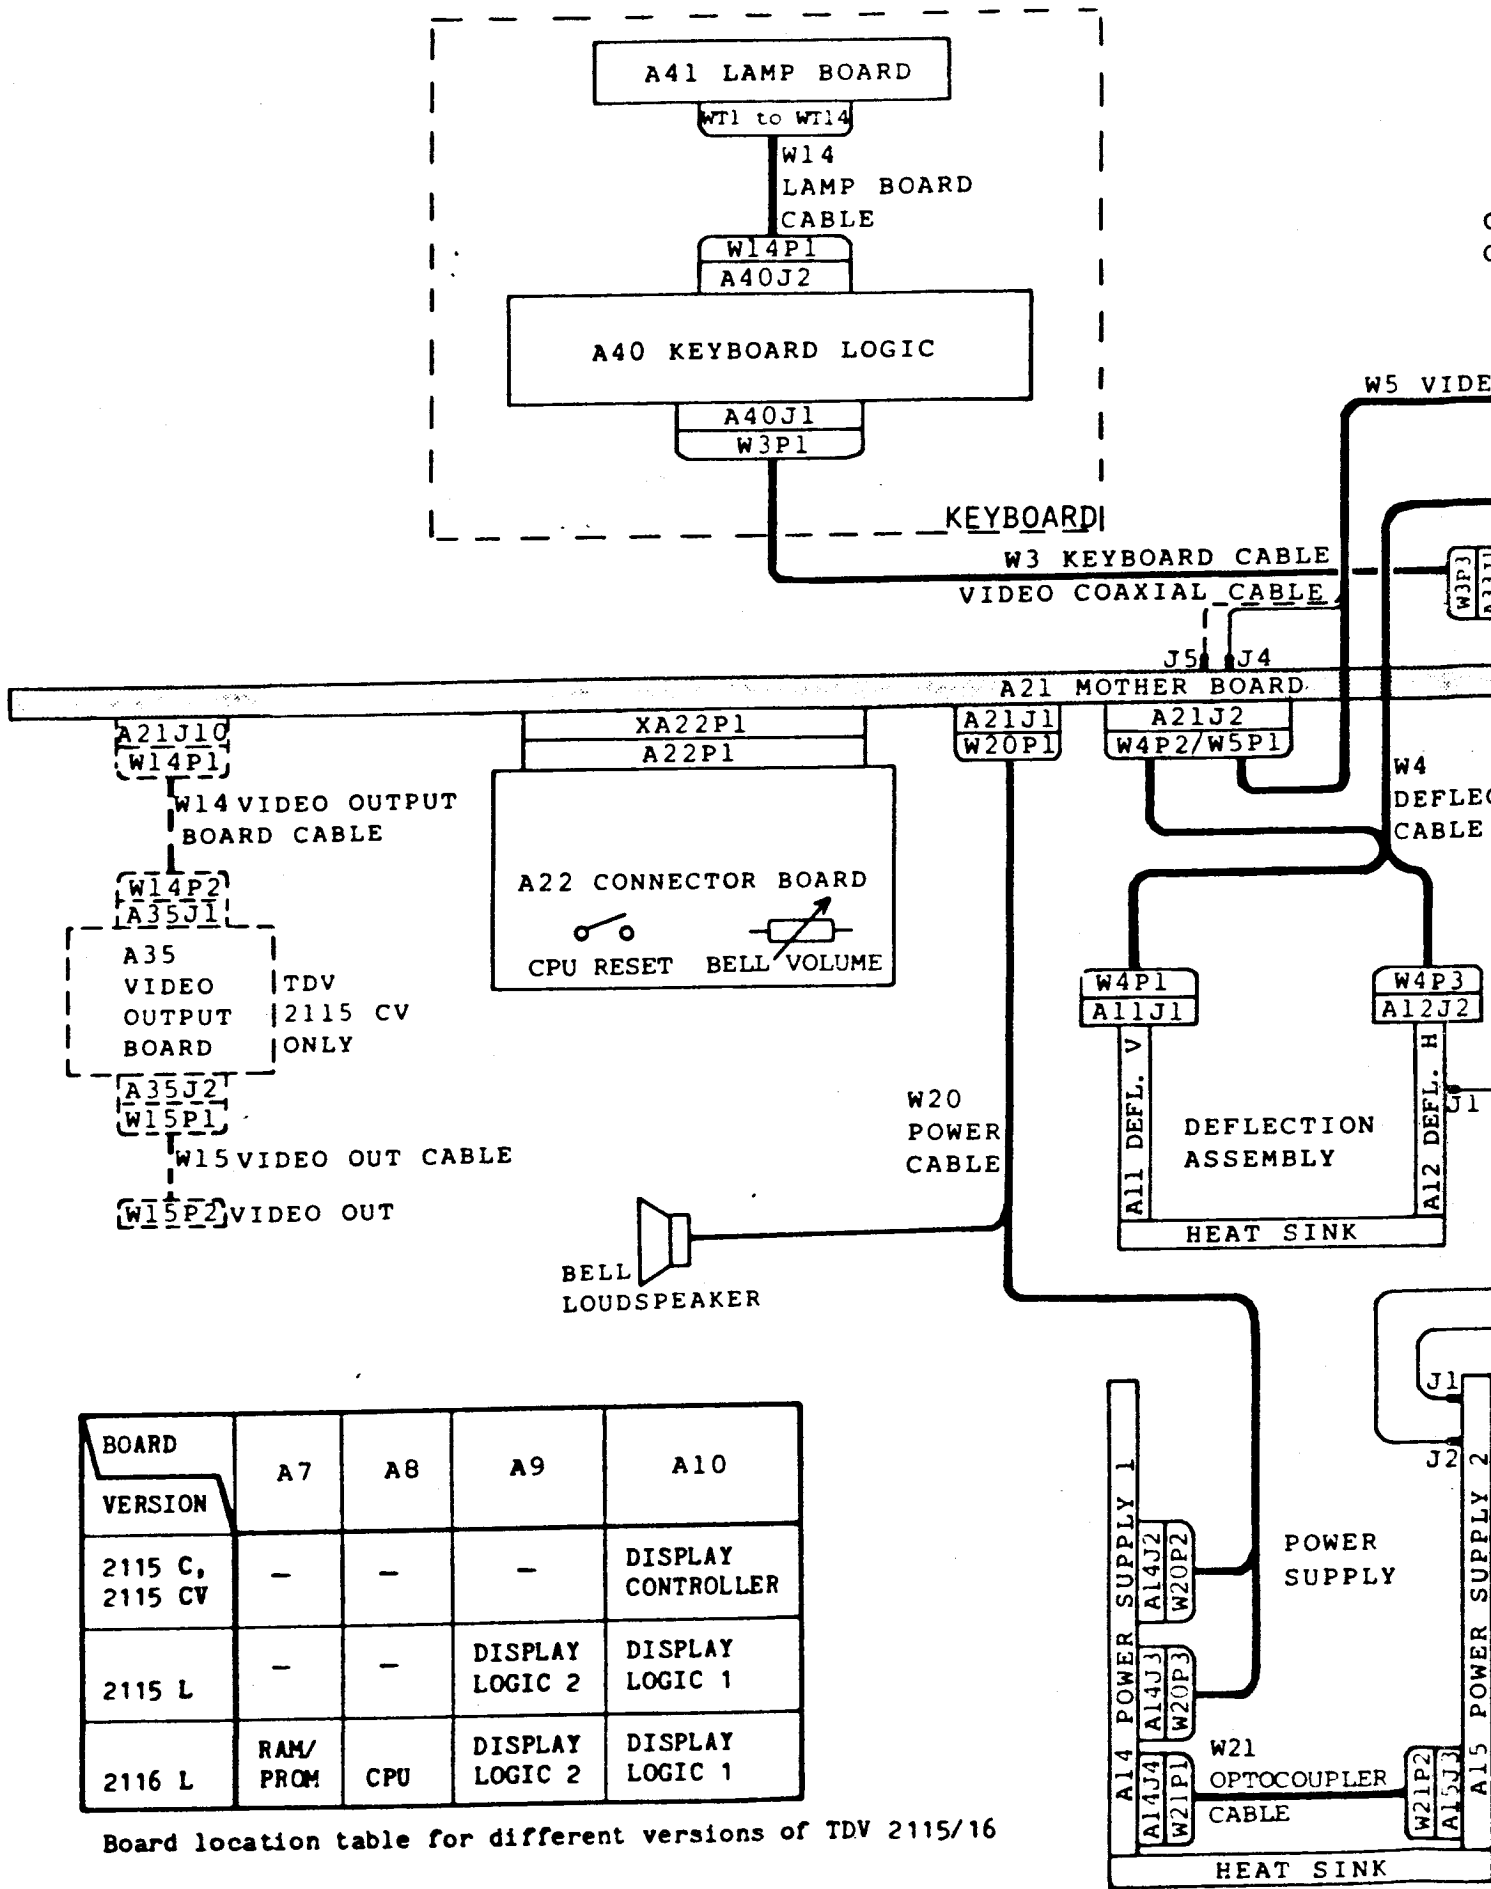 A41 LAMP BOARD
WT1 to WT14
W14
LAMP BOARD
CABLE
W14P1
A40J2
A40 KEYBOARD LOGIC
A40J1
W3P1
KEYBOARD
W5 VIDE
W3 KEYBOARD CABLE
W3P3
VIDEO COAXIAL CABLE
J5
J4
A21 MOTHER BOARD
A21J10
W14P1
W14 VIDEO OUTPUT
BOARD CABLE
W14P2
A35J1
A35
VIDEO
OUTPUT
BOARD
TDV
2115 CV
ONLY
A35J2
W15P1
W15 VIDEO OUT CABLE
W15P2 VIDEO OUT
XA22P1
A22P1
A22 CONNECTOR BOARD
CPU RESET
BELL VOLUME
A21J1
W20P1
A21J2
W4P2/W5P1
W4
DEFLEC
CABLE
W4P1
A11J1
W4P3
A12J2
A11 DEFL. V
A12 DEFL. H
J1
DEFLECTION
ASSEMBLY
HEAT SINK
W20
POWER
CABLE
BELL
LOUDSPEAKER
J1
J2
A14 POWER SUPPLY 1
A14J2
W20P2
A14J3
W20P3
A14J4
W21P1
POWER
SUPPLY
W21
OPTOCOUPLER
CABLE
W21P2
A15J3
A15 POWER SUPPLY 2
HEAT SINK
BOARD
VERSION
A7
A8
A9
A10
2115 C,
2115 CV
-
-
-
DISPLAY
CONTROLLER
2115 L
-
-
DISPLAY
LOGIC 2
DISPLAY
LOGIC 1
2116 L
RAM/
PROM
CPU
DISPLAY
LOGIC 2
DISPLAY
LOGIC 1
Board location table for different versions of TDV 2115/16